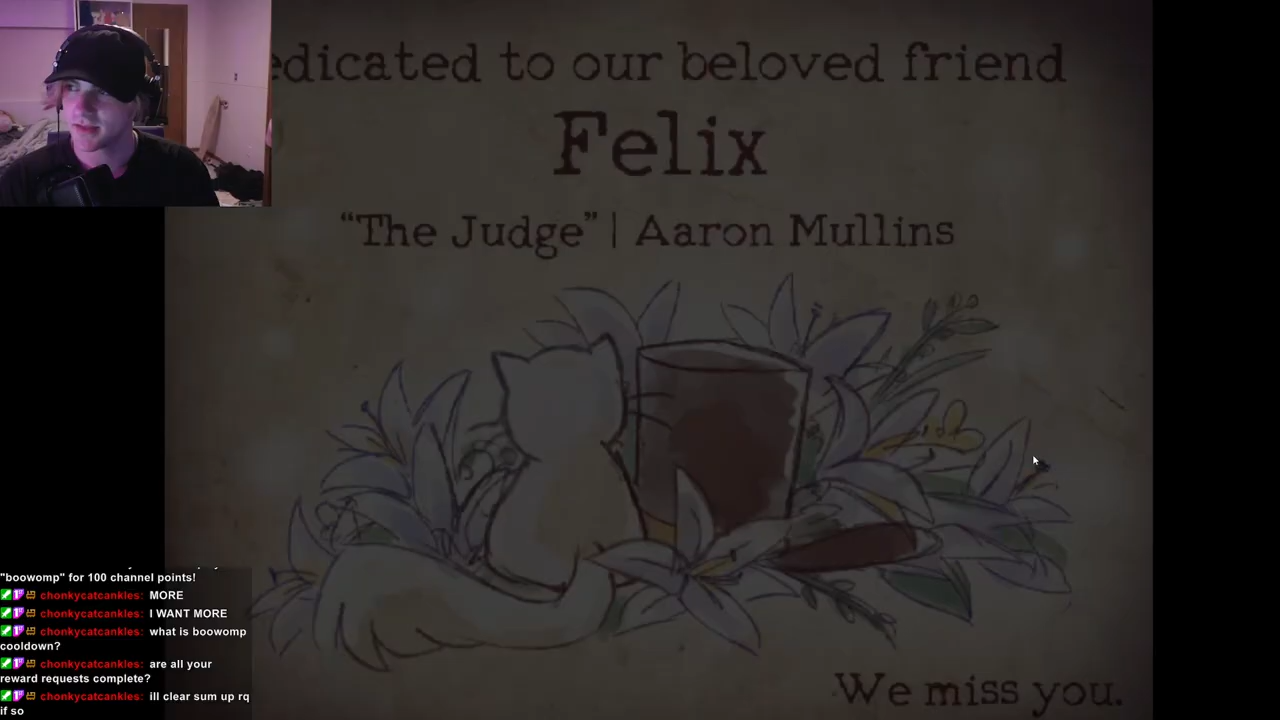 edicated to our beloved friend
Felix
“The Judge” | Aaron Mullins
We miss you.
"boowomp" for 100 channel points!
chonkycatcankles: MORE
chonkycatcankles: I WANT MORE
chonkycatcankles: what is boowomp
cooldown?
chonkycatcankles: are all your
reward requests complete?
chonkycatcankles: ill clear sum up rq
if so